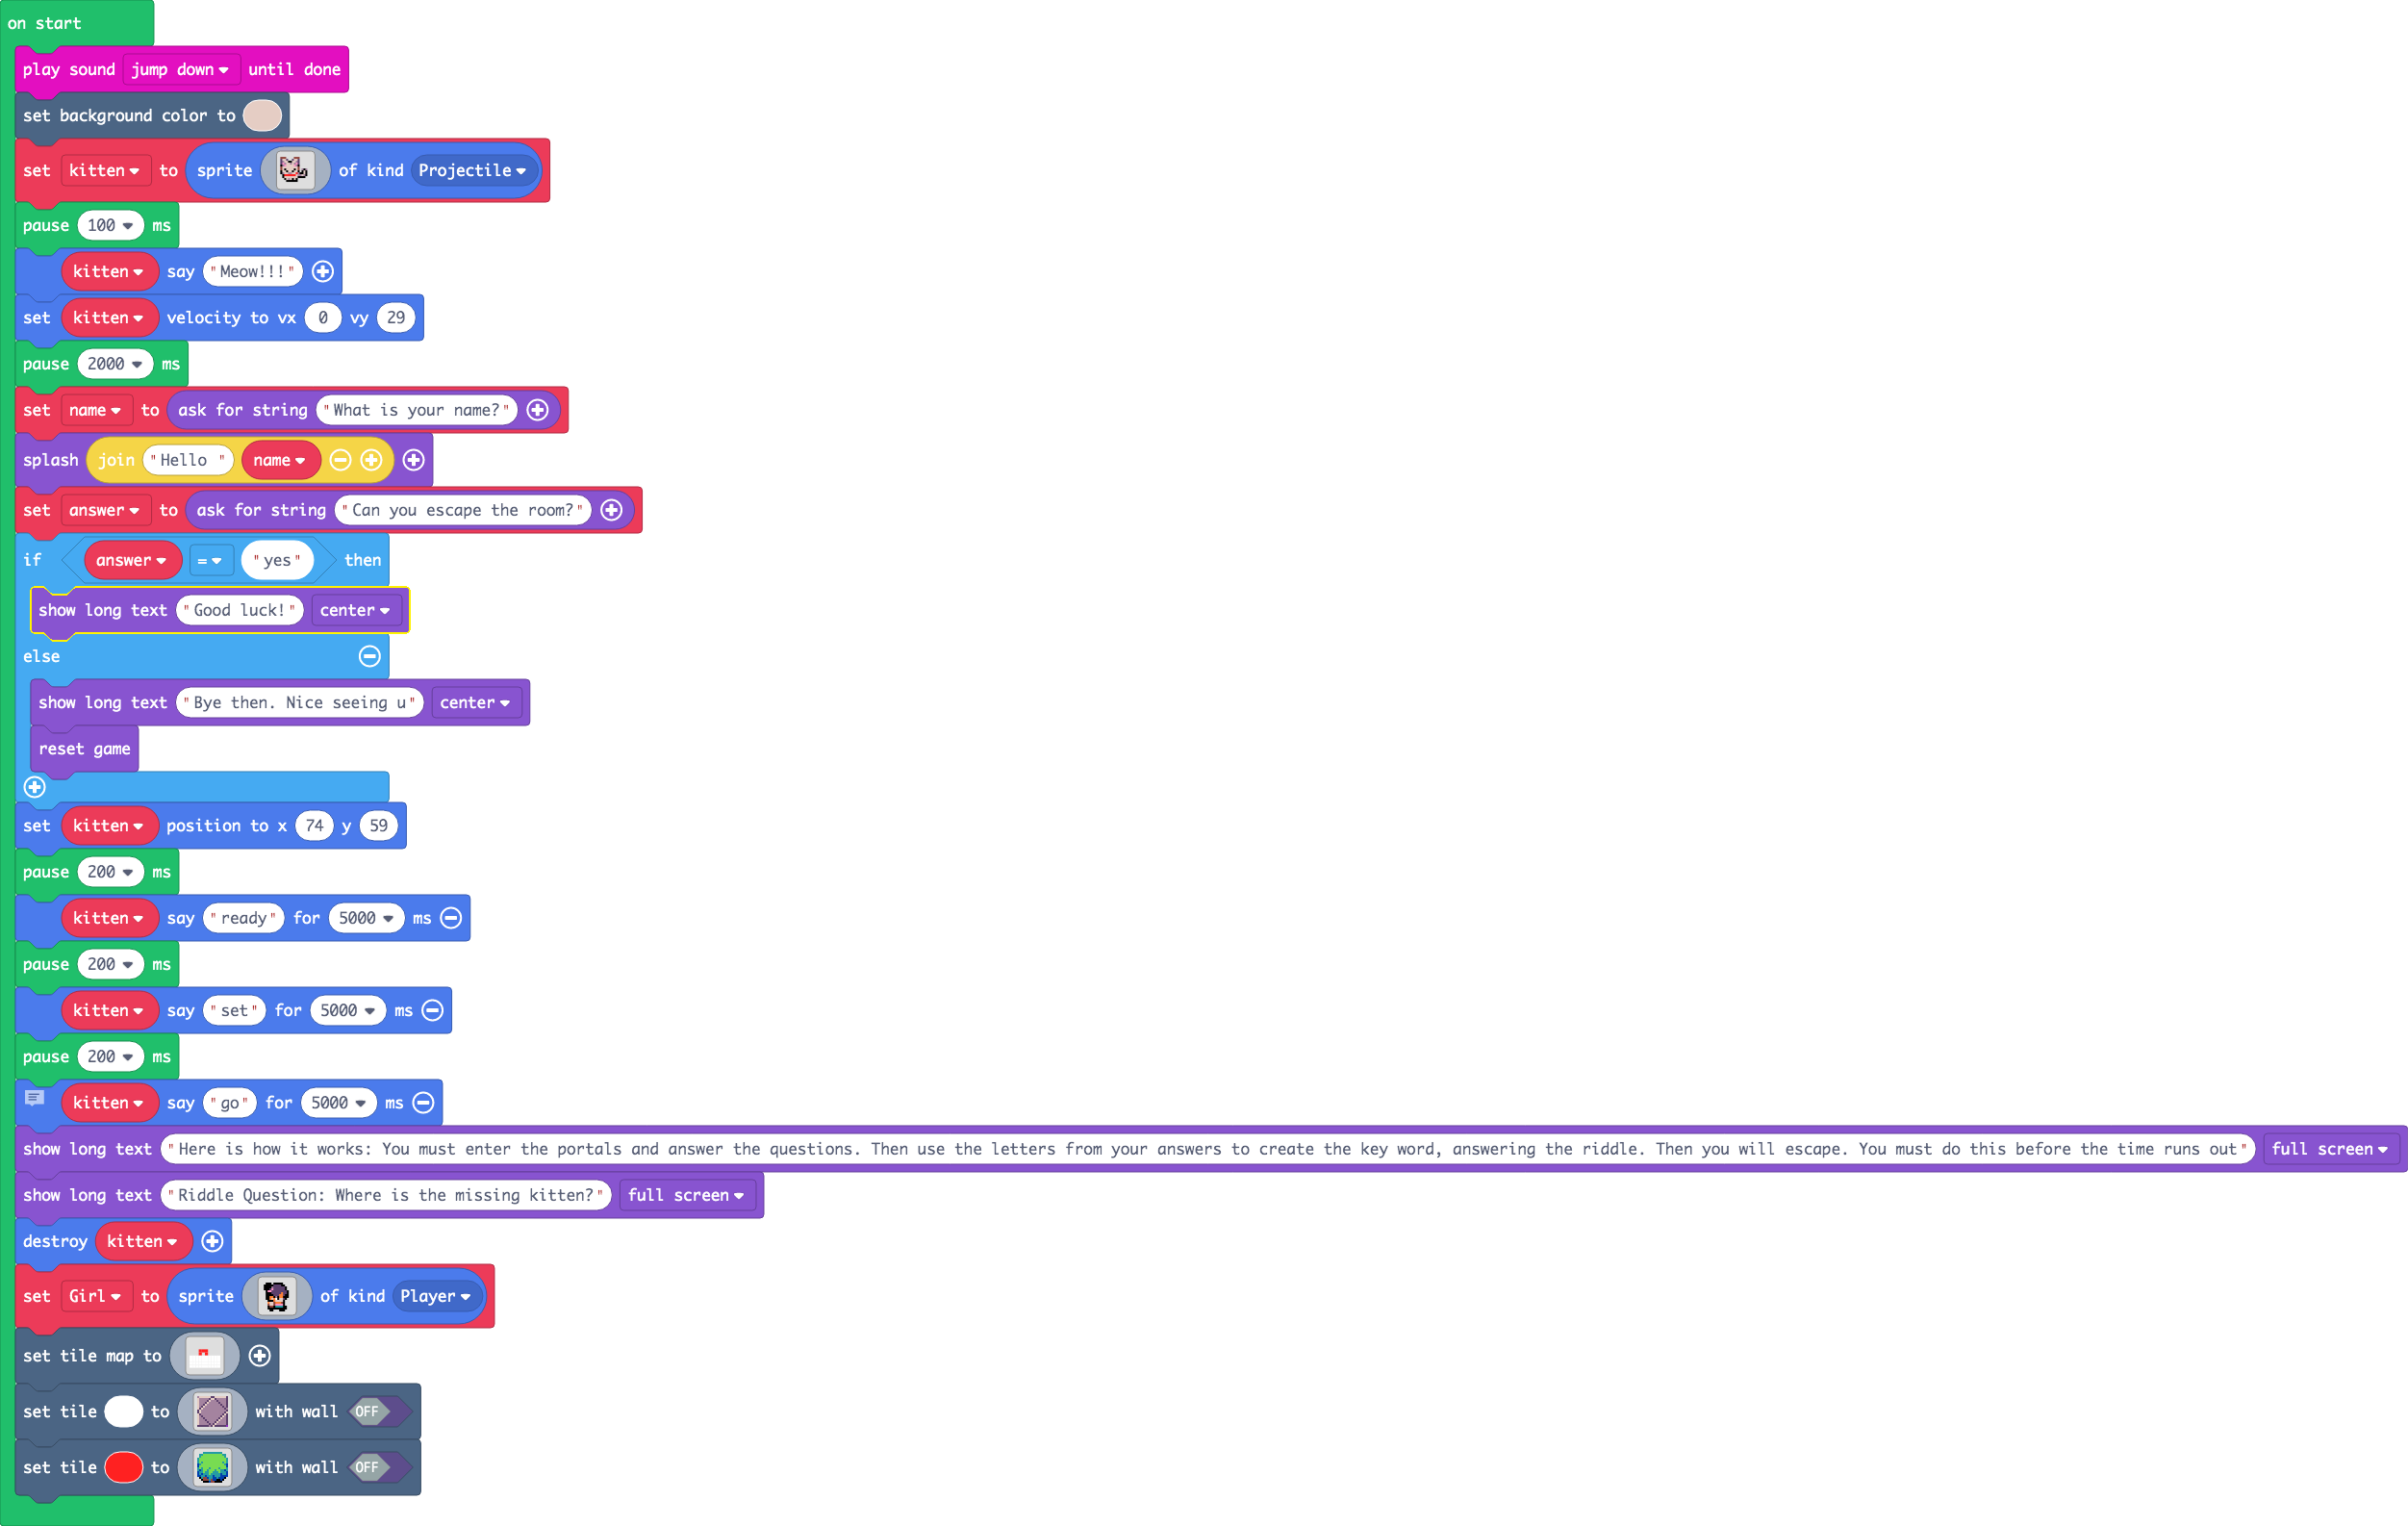 on start
play sound jump down until done
set background color to
set kitten to sprite of kind Projectile
pause 100 ms
kitten say "Meow!!!"
set kitten velocity to vx 0 vy 29
pause 2000 ms
set name to ask for string "What is your name?"
splash join "Hello " name
set answer to ask for string "Can you escape the room?"
if answer = "yes" then
show long text "Good luck!" center
else
show long text "Bye then. Nice seeing u" center
reset game
set kitten position to x 74 y 59
pause 200 ms
kitten say "ready" for 5000 ms
pause 200 ms
kitten say "set" for 5000 ms
pause 200 ms
kitten say "go" for 5000 ms
show long text "Here is how it works: You must enter the portals and answer the questions. Then use the letters from your answers to create the key word, answering the riddle. Then you will escape. You must do this before the time runs out" full screen
show long text "Riddle Question: Where is the missing kitten?" full screen
destroy kitten
set Girl to sprite of kind Player
set tile map to
set tile to with wall OFF
set tile to with wall OFF